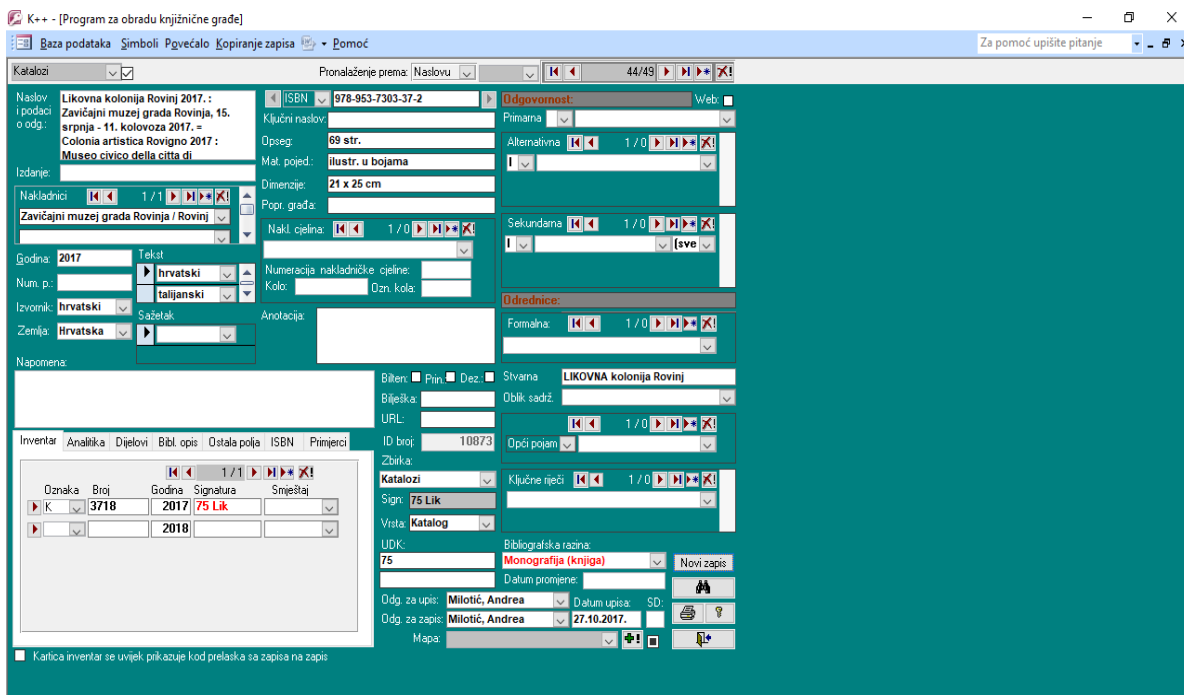 K++ - [Program za obradu knjižnične građe]
Baza podataka Simboli Povećalo Kopiranje zapisa Pomoć
Za pomoć upišite pitanje
Katalozi
Pronalaženje prema: Naslovu
44/49
Naslov i podaci o odg.:
Likovna kolonija Rovinj 2017. :
Zavičajni muzej grada Rovinja, 15.
srpnja - 11. kolovoza 2017. =
Colonia artistica Rovigno 2017 :
Museo civico della citta di
Izdanje:
Nakladnici 1/1
Zavičajni muzej grada Rovinja / Rovinj
Godina: 2017
Num. p.:
Izvornik: hrvatski
Zemlja: Hrvatska
Tekst
hrvatski
talijanski
Sažetak
Napomena:
ISBN 978-953-7303-37-2
Ključni naslov:
Opseg: 69 str.
Mat. pojed.: ilustr. u bojama
Dimenzije: 21 x 25 cm
Popr. građa:
Nakl. cjelina: 1/0
Numeracija nakladničke cjeline:
Kolo: Ozn. kola:
Anotacija:
Odgovornost: Web:
Primarna
Alternativna 1/0
I
Sekundarna 1/0
I (sve
Odrednice:
Formalna: 1/0
Stvarna LIKOVNA kolonija Rovinj
Oblik sadrž.
1/0
Opći pojam
Ključne riječi 1/0
Bilten: Prin.: Dez.:
Bilješka:
URL:
ID broj: 10873
Zbirka:
Katalozi
Sign: 75 Lik
Vrsta: Katalog
UDK:
75
Bibliografska razina:
Monografija (knjiga)
Novi zapis
Datum promjene:
Odg. za upis: Milotić, Andrea
Datum upisa: SD:
Odg. za zapis: Milotić, Andrea 27.10.2017.
Mapa:
Inventar Analitika Dijelovi Bibl. opis Ostala polja ISBN Primjerci
1/1
Oznaka Broj Godina Signatura Smještaj
K 3718 2017 75 Lik
2018
Kartica inventar se uvijek prikazuje kod prelaska sa zapisa na zapis